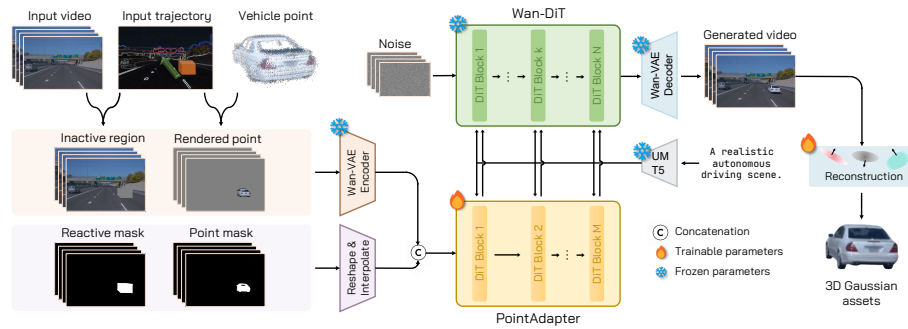 Input video
Input trajectory
Vehicle point
Inactive region
Rendered point
Reactive mask
Point mask
Wan-VAE
Encoder
Reshape &
Interpolate
C
Noise
Wan-DiT
DiT Block 1
DiT Block k
DiT Block N
Wan-VAE
Decoder
Generated video
UM
T5
A realistic
autonomous
driving scene.
DiT Block 1
DiT Block 2
DiT Block M
PointAdapter
C Concatenation
Trainable parameters
Frozen parameters
Reconstruction
3D Gaussian
assets